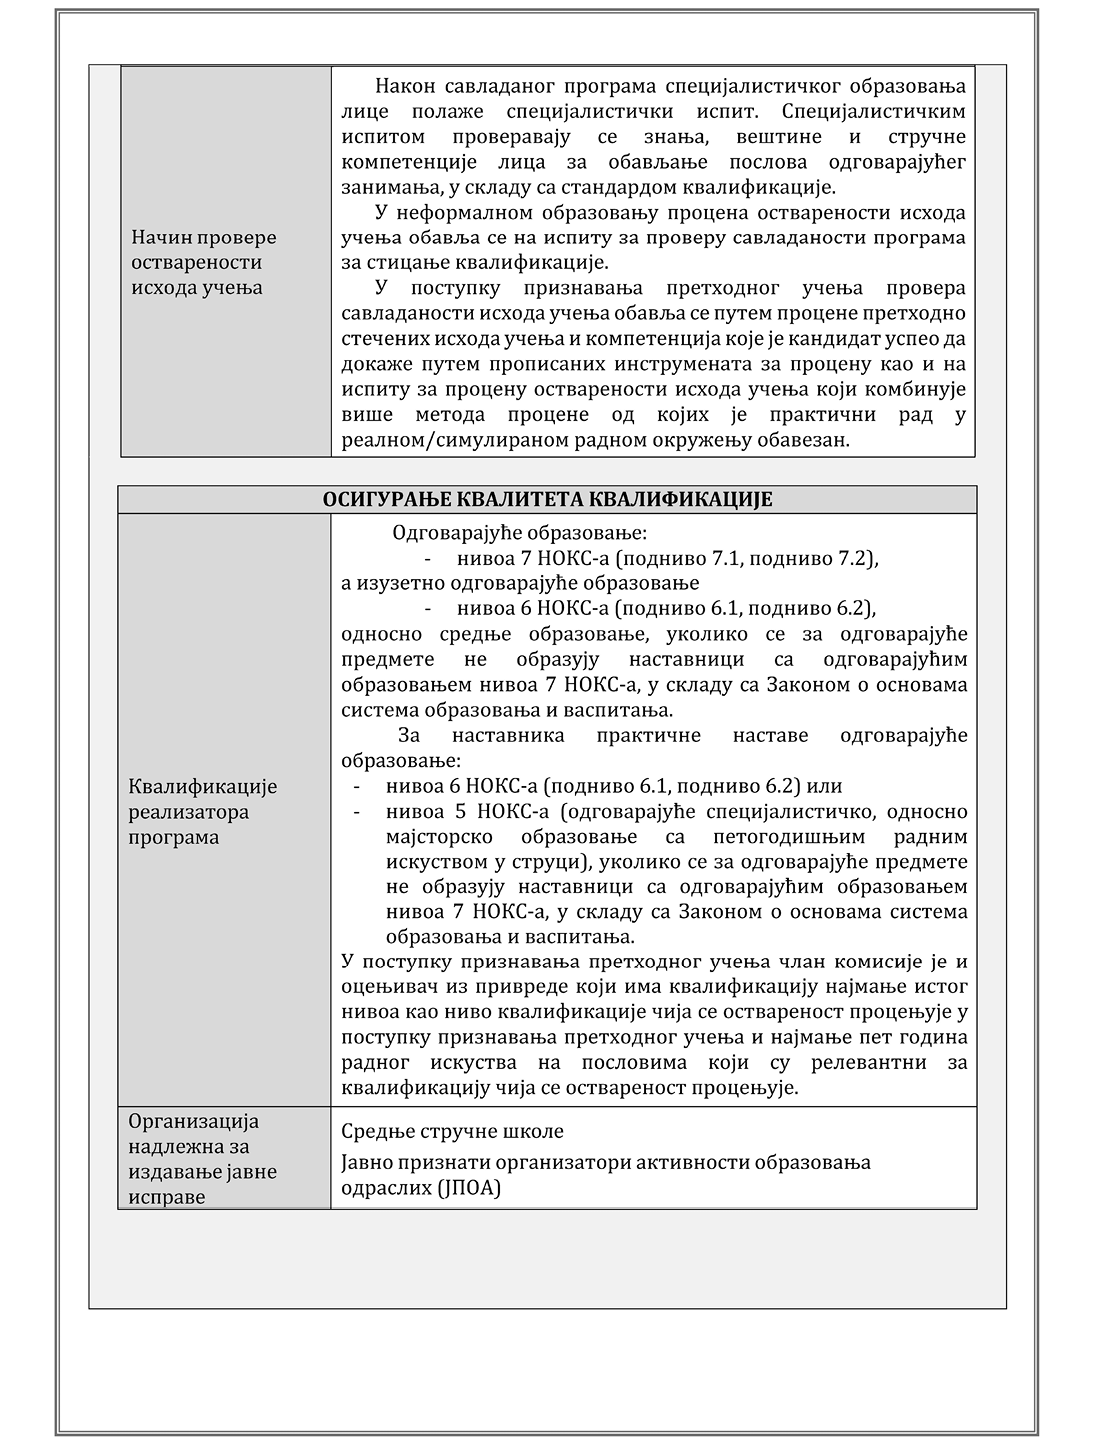 Начин провере
остварености
исхода учења
Након савладаног програма специјалистичког образовања
лице полаже специјалистички испит. Специјалистичким
испитом проверавају се знања, вештине и стручне
компетенције лица за обављање послова одговарајућег
занимања, у складу са стандардом квалификације.
У неформалном образовању процена остварености исхода
учења обавља се на испиту за проверу савладаности програма
за стицање квалификације.
У поступку признавања претходног учења провера
савладаности исхода учења обавља се путем процене претходно
стечених исхода учења и компетенција које је кандидат успео да
докаже путем прописаних инструмената за процену као и на
испиту за процену остварености исхода учења који комбинује
више метода процене од којих је практични рад у
реалном/симулираном радном окружењу обавезан.
ОСИГУРАЊЕ КВАЛИТЕТА КВАЛИФИКАЦИЈЕ
Квалификације
реализатора
програма
Одговарајуће образовање:
- нивоа 7 НОКС-а (подниво 7.1, подниво 7.2),
а изузетно одговарајуће образовање
- нивоа 6 НОКС-а (подниво 6.1, подниво 6.2),
односно средње образовање, уколико се за одговарајуће
предмете не образују наставници са одговарајућим
образовањем нивоа 7 НОКС-а, у складу са Законом о основама
система образовања и васпитања.
За наставника практичне наставе одговарајуће
образовање:
- нивоа 6 НОКС-а (подниво 6.1, подниво 6.2) или
- нивоа 5 НОКС-а (одговарајуће специјалистичко, односно
мајсторско образовање са петогодишњим радним
искуством у струци), уколико се за одговарајуће предмете
не образују наставници са одговарајућим образовањем
нивоа 7 НОКС-а, у складу са Законом о основама система
образовања и васпитања.
У поступку признавања претходног учења члан комисије је и
оцењивач из привреде који има квалификацију најмање истог
нивоа као ниво квалификације чија се оствареност процењује у
поступку признавања претходног учења и најмање пет година
радног искуства на пословима који су релевантни за
квалификацију чија се оствареност процењује.
Организација
надлежна за
издавање јавне
исправе
Средње стручне школе
Јавно признати организатори активности образовања
одраслих (ЈПОА)